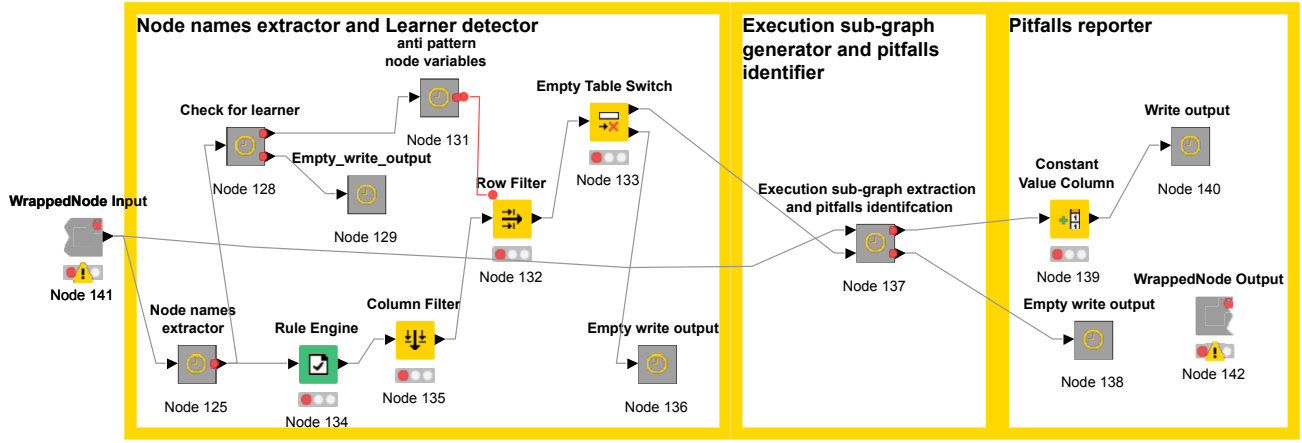 Node names extractor and Learner detector
Execution sub-graph
generator and pitfalls
identifier
Pitfalls reporter
anti pattern
node variables
Node 131
Check for learner
Node 128
Empty_write_output
Node 129
Empty Table Switch
Node 133
Row Filter
Node 132
WrappedNode Input
Node 141
Node names
extractor
Node 125
Rule Engine
Node 134
Column Filter
Node 135
Empty write output
Node 136
Execution sub-graph extraction
and pitfalls identifcation
Node 137
Write output
Node 140
Constant
Value Column
Node 139
Empty write output
Node 138
WrappedNode Output
Node 142